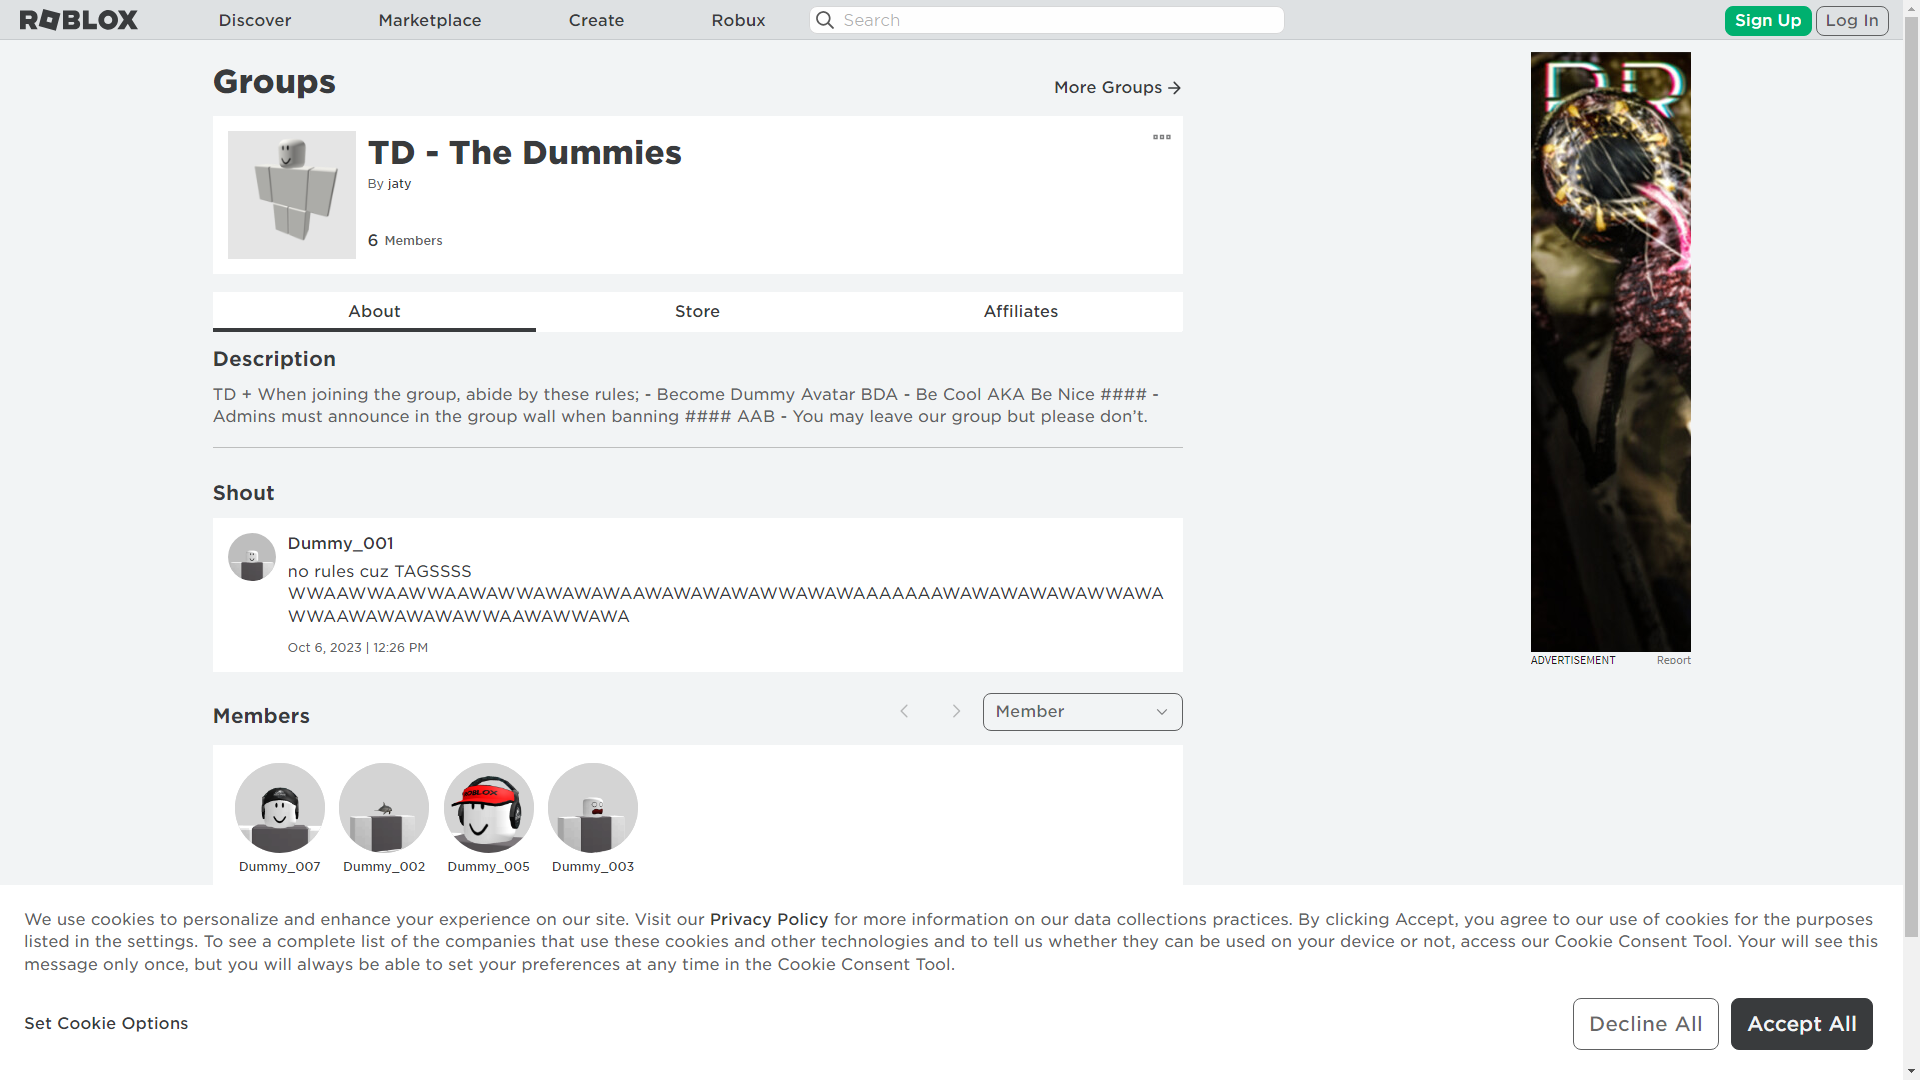 ROBLOX
Discover
Marketplace
Create
Robux
Search
Sign Up
Log In
Groups
More Groups
TD - The Dummies
By jaty
6 Members
About
Store
Affiliates
Description
TD + When joining the group, abide by these rules; - Become Dummy Avatar BDA - Be Cool AKA Be Nice #### -
Admins must announce in the group wall when banning #### AAB - You may leave our group but please don't.
Shout
Dummy_001
no rules cuz TAGSSSS
WWAAWWAAWWAAWAWWAWAWAWAAWAWAWAWAWWAWAWAAAAAAAWAWAWAWAWAWWAWA
WWAAWAWAWAWAWWAAWAWWAWA
Oct 6, 2023 | 12:26 PM
DR
ADVERTISEMENT
Report
Members
Member
ROBLOX
Dummy_007
Dummy_002
Dummy_005
Dummy_003
We use cookies to personalize and enhance your experience on our site. Visit our Privacy Policy for more information on our data collections practices. By clicking Accept, you agree to our use of cookies for the purposes
listed in the settings. To see a complete list of the companies that use these cookies and other technologies and to tell us whether they can be used on your device or not, access our Cookie Consent Tool. Your will see this
message only once, but you will always be able to set your preferences at any time in the Cookie Consent Tool.
Set Cookie Options
Decline All
Accept All